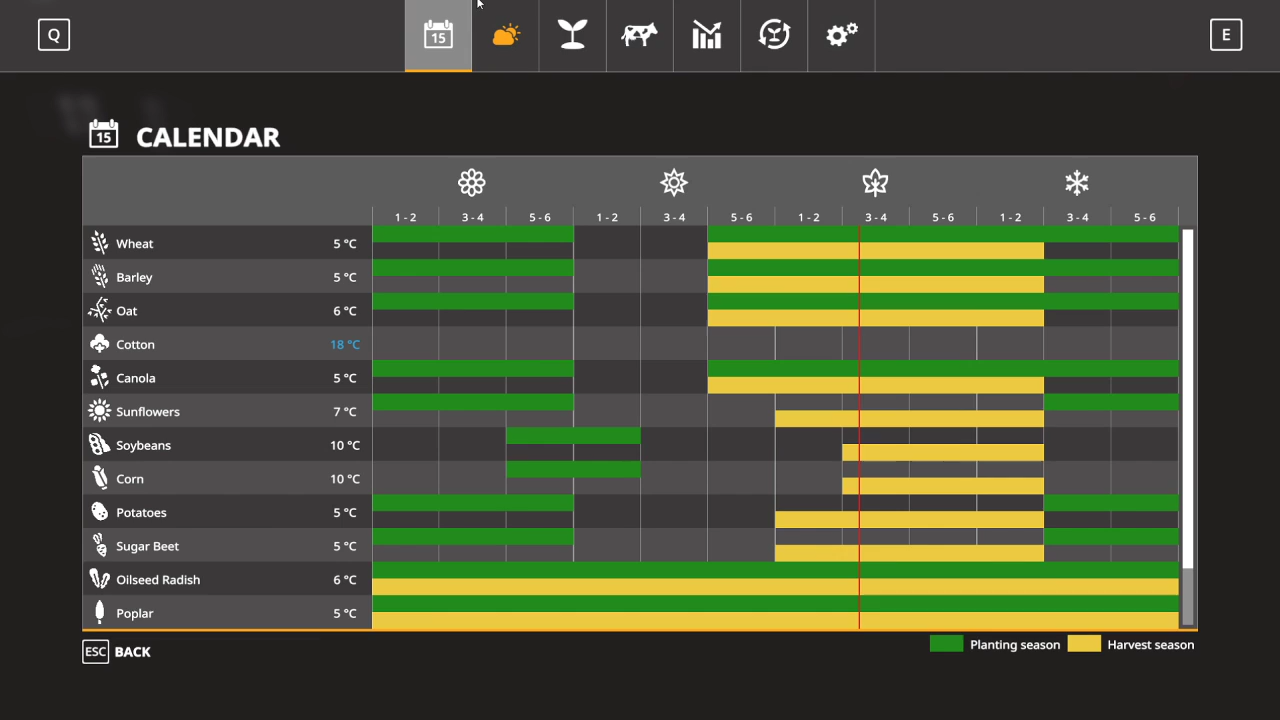 Q
15
E
15 CALENDAR
1 - 2 3 - 4 5 - 6 1 - 2 3 - 4 5 - 6 1 - 2 3 - 4 5 - 6 1 - 2 3 - 4 5 - 6
Wheat 5 °C
Barley 5 °C
Oat 6 °C
Cotton 18 °C
Canola 5 °C
Sunflowers 7 °C
Soybeans 10 °C
Corn 10 °C
Potatoes 5 °C
Sugar Beet 5 °C
Oilseed Radish 6 °C
Poplar 5 °C
Planting season Harvest season
ESC BACK